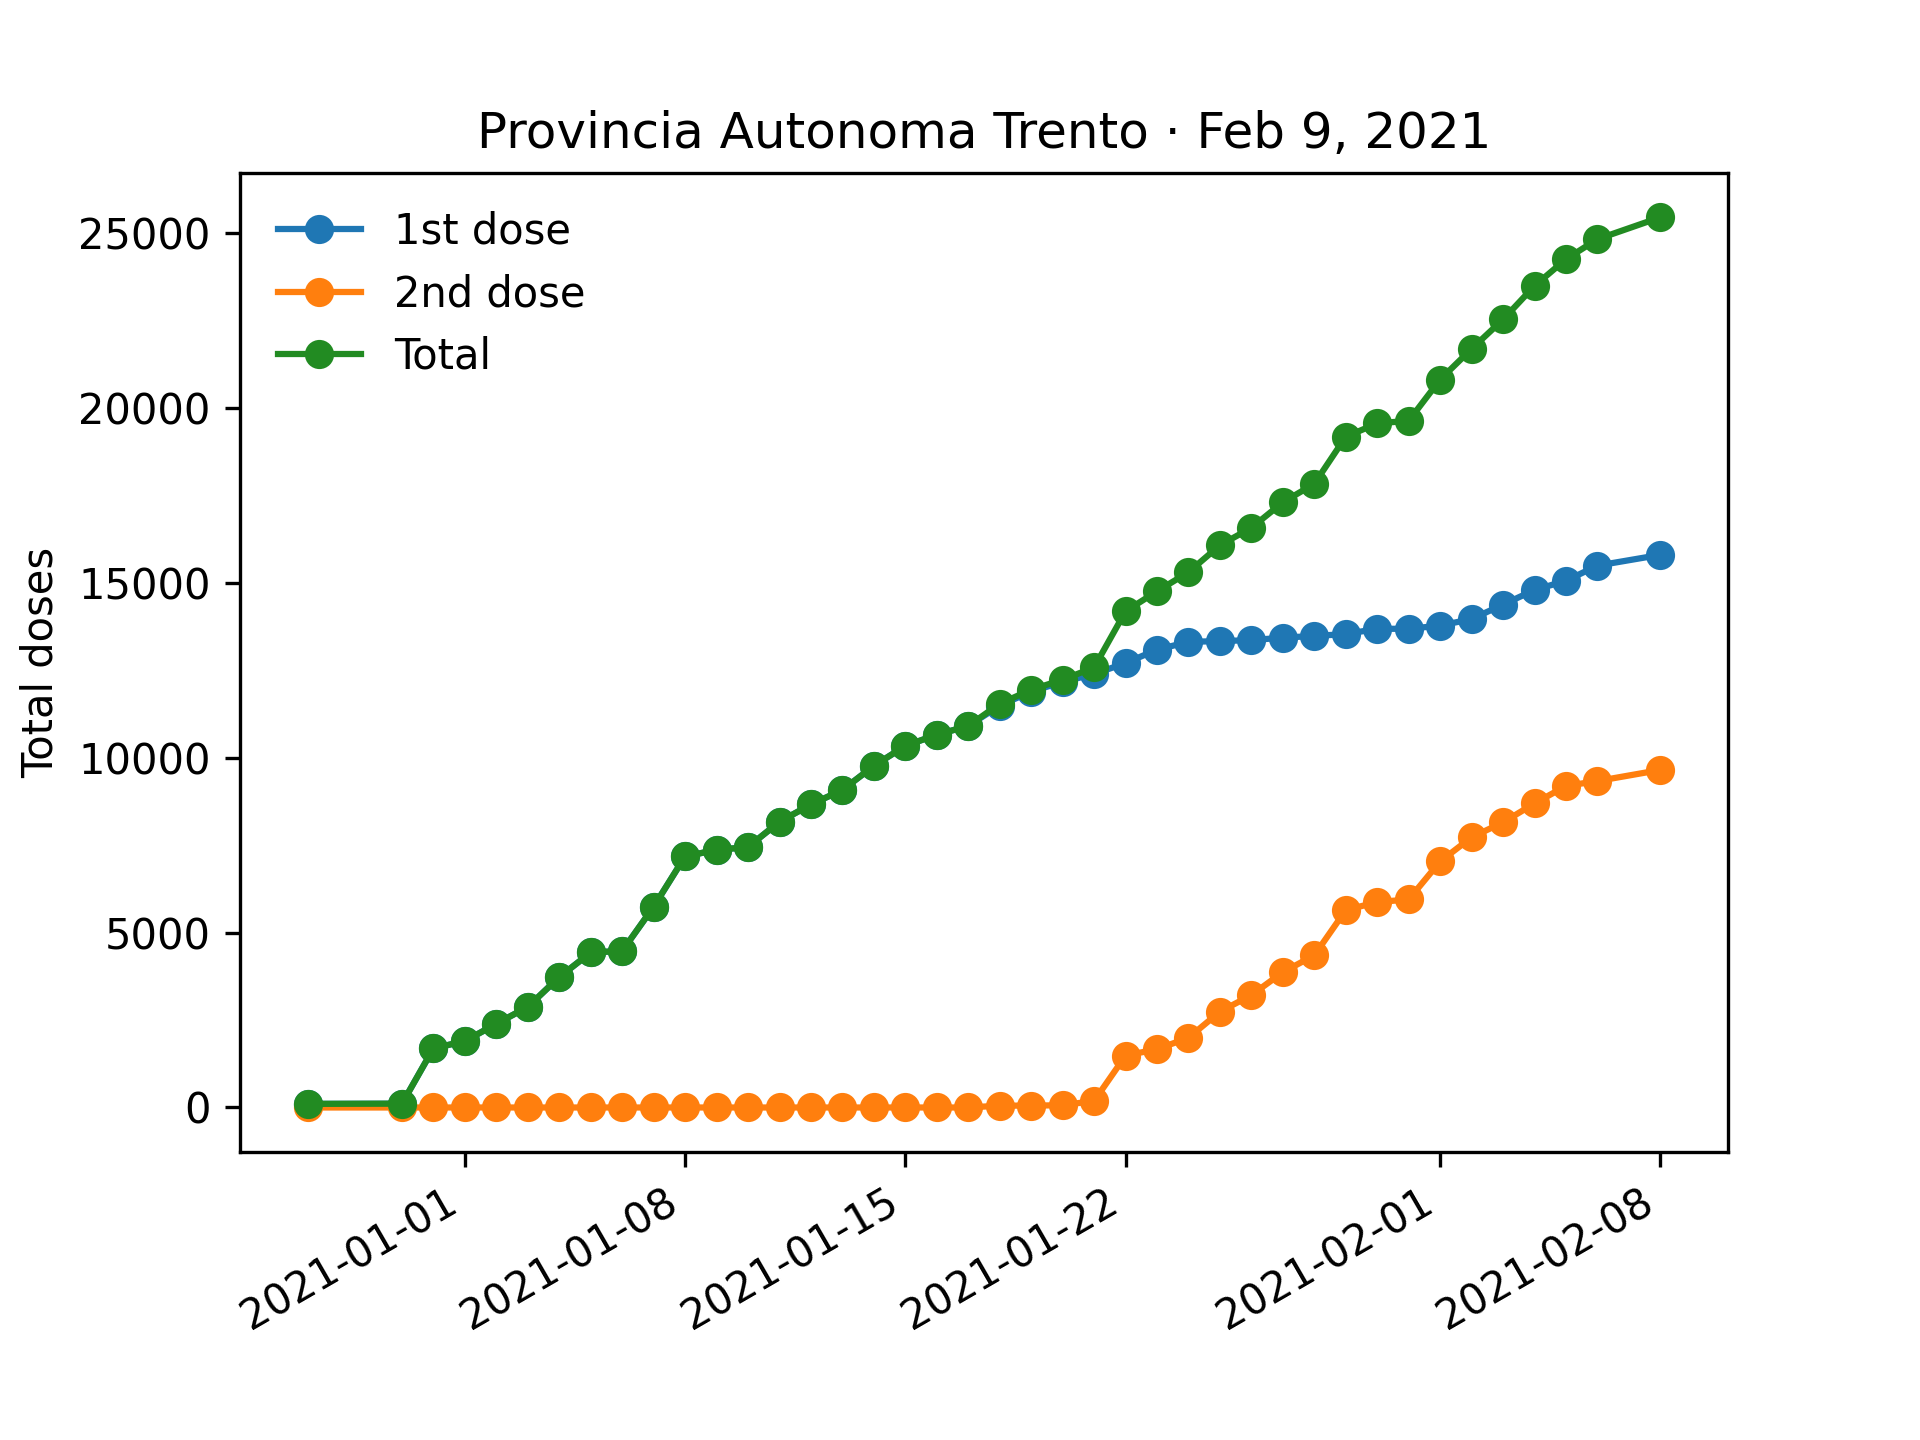 Provincia Autonoma Trento · Feb 9, 2021
1st dose
2nd dose
Total
Total doses
25000
20000
15000
10000
5000
0
2021-01-01
2021-01-08
2021-01-15
2021-01-22
2021-02-01
2021-02-08